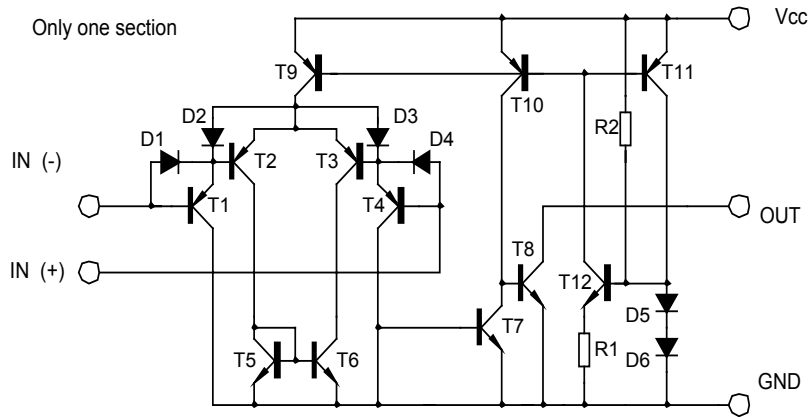 Only one section
Vcc
T9
T10
T11
D2
D3
D1
D4
R2
IN (-)
T2
T3
T1
T4
OUT
IN (+)
T8
T12
D5
T7
R1
T5
T6
D6
GND